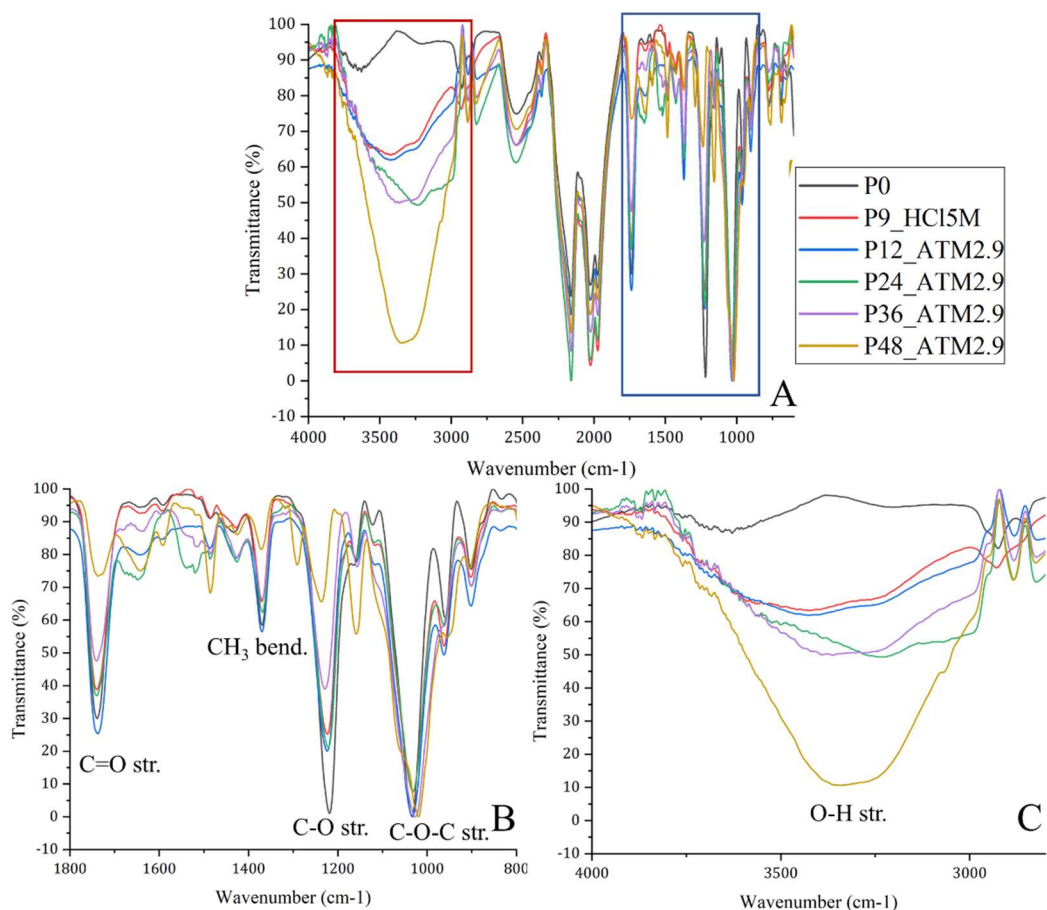 100
90
80
70
60
50
40
30
20
10
0
-10
Transmittance (%)
4000 3500 3000 2500 2000 1500 1000
Wavenumber (cm-1)
A
P0
P9_HCl5M
P12_ATM2.9
P24_ATM2.9
P36_ATM2.9
P48_ATM2.9
100
90
80
70
60
50
40
30
20
10
0
-10
Transmittance (%)
CH3 bend.
C=O str.
C-O str.
C-O-C str.
B
1800 1600 1400 1200 1000 800
Wavenumber (cm-1)
100
90
80
70
60
50
40
30
20
10
0
-10
Transmittance (%)
O-H str.
C
4000 3500 3000
Wavenumber (cm-1)